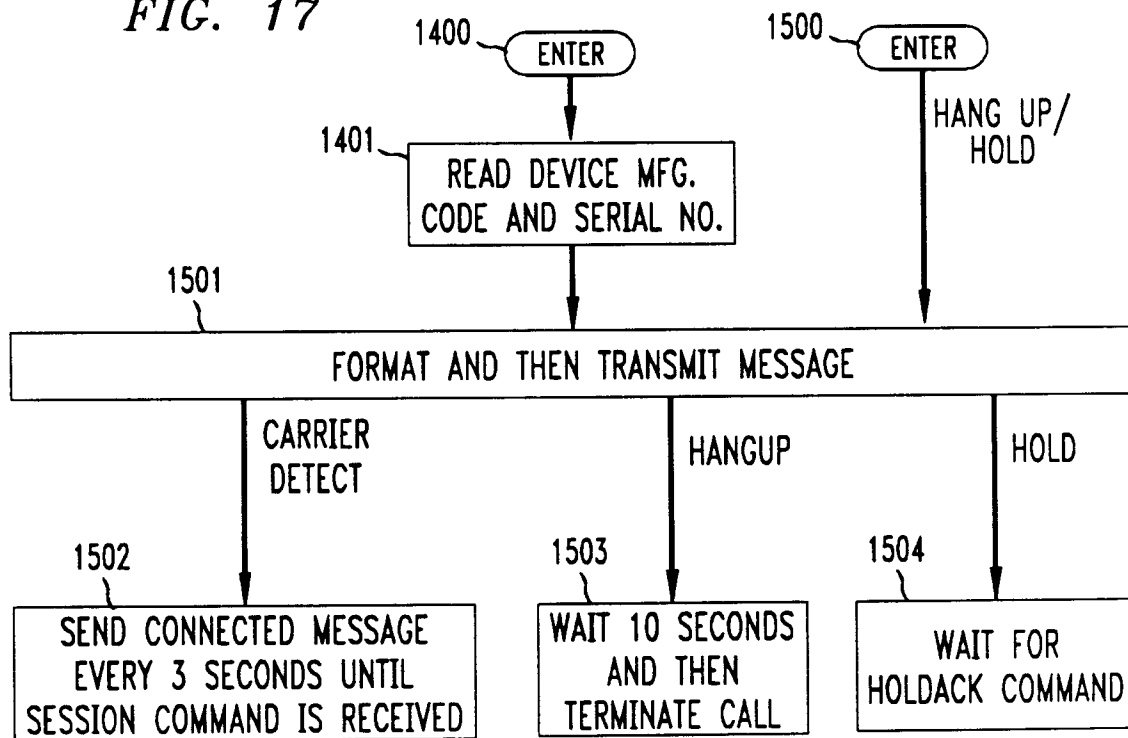 FIG. 17
1400
ENTER
1500
ENTER
HANG UP/
HOLD
1401
READ DEVICE MFG.
CODE AND SERIAL NO.
1501
FORMAT AND THEN TRANSMIT MESSAGE
CARRIER
DETECT
HANGUP
HOLD
1502
SEND CONNECTED MESSAGE
EVERY 3 SECONDS UNTIL
SESSION COMMAND IS RECEIVED
1503
WAIT 10 SECONDS
AND THEN
TERMINATE CALL
1504
WAIT FOR
HOLDACK COMMAND